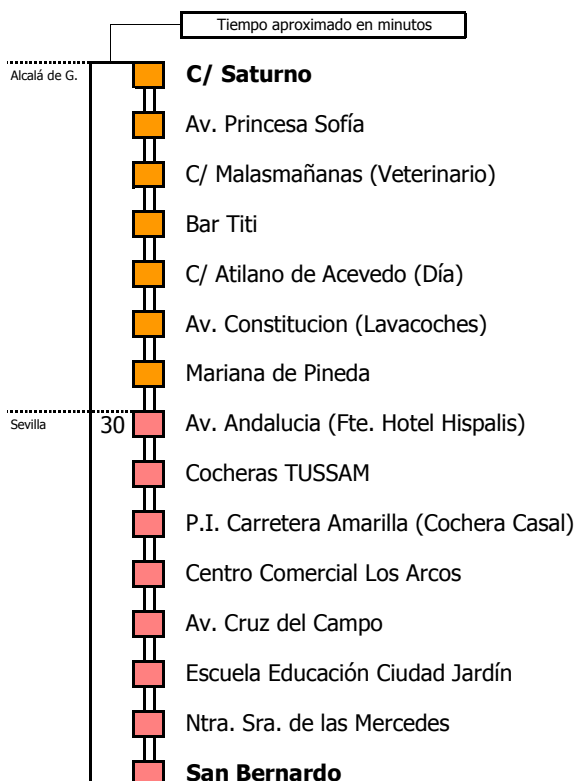 Tiempo aproximado en minutos
Alcalá de G.
C/ Saturno
Av. Princesa Sofía
C/ Malasmañanas (Veterinario)
Bar Titi
C/ Atilano de Acevedo (Día)
Av. Constitucion (Lavacoches)
Mariana de Pineda
Sevilla
30
Av. Andalucia (Fte. Hotel Hispalis)
Cocheras TUSSAM
P.I. Carretera Amarilla (Cochera Casal)
Centro Comercial Los Arcos
Av. Cruz del Campo
Escuela Educación Ciudad Jardín
Ntra. Sra. de las Mercedes
San Bernardo